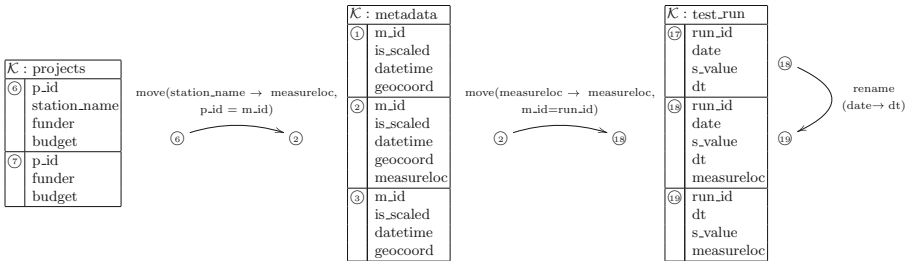 K : projects
⑥ p_id
station_name
funder
budget
⑦ p_id
funder
budget
move(station_name → measureloc,
p_id = m_id)
⑥ ②
K : metadata
① m_id
is_scaled
datetime
geocoord
② m_id
is_scaled
datetime
geocoord
measureloc
③ m_id
is_scaled
datetime
geocoord
move(measureloc → measureloc,
m_id=run_id)
② ⑱
K : test_run
⑰ run_id
date
s_value
dt
⑱ run_id
date
s_value
dt
measureloc
⑲ run_id
dt
s_value
measureloc
⑱
rename
(date→ dt)
⑲